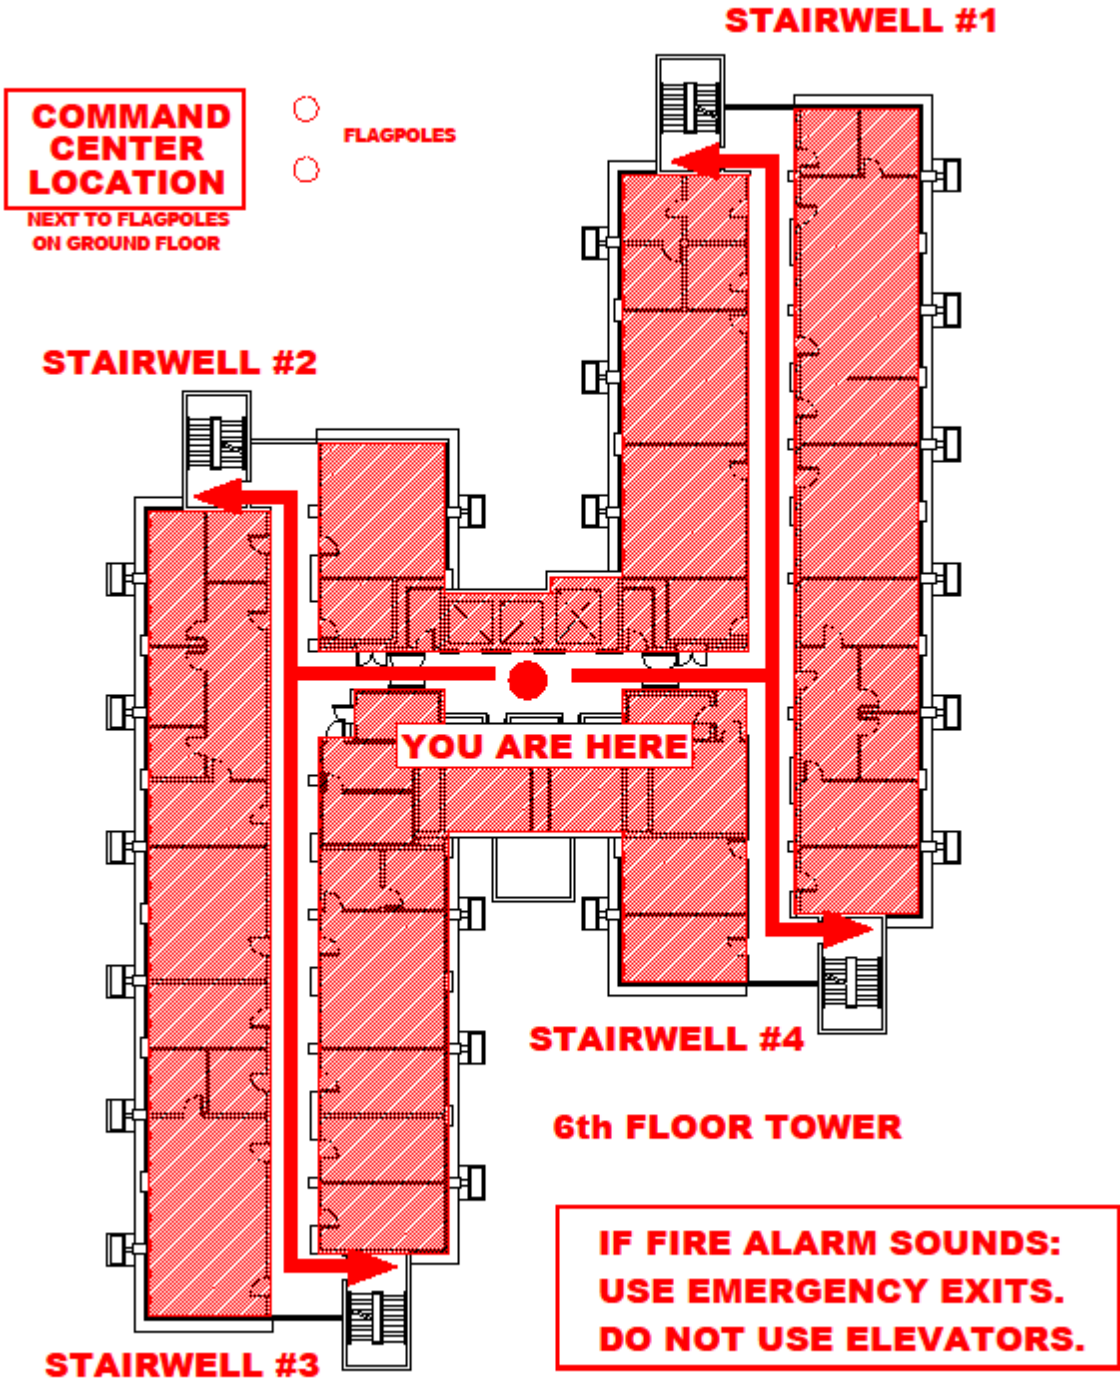 STAIRWELL #1
COMMAND
CENTER
LOCATION
NEXT TO FLAGPOLES
ON GROUND FLOOR
FLAGPOLES
STAIRWELL #2
YOU ARE HERE
STAIRWELL #4
6th FLOOR TOWER
IF FIRE ALARM SOUNDS:
USE EMERGENCY EXITS.
DO NOT USE ELEVATORS.
STAIRWELL #3